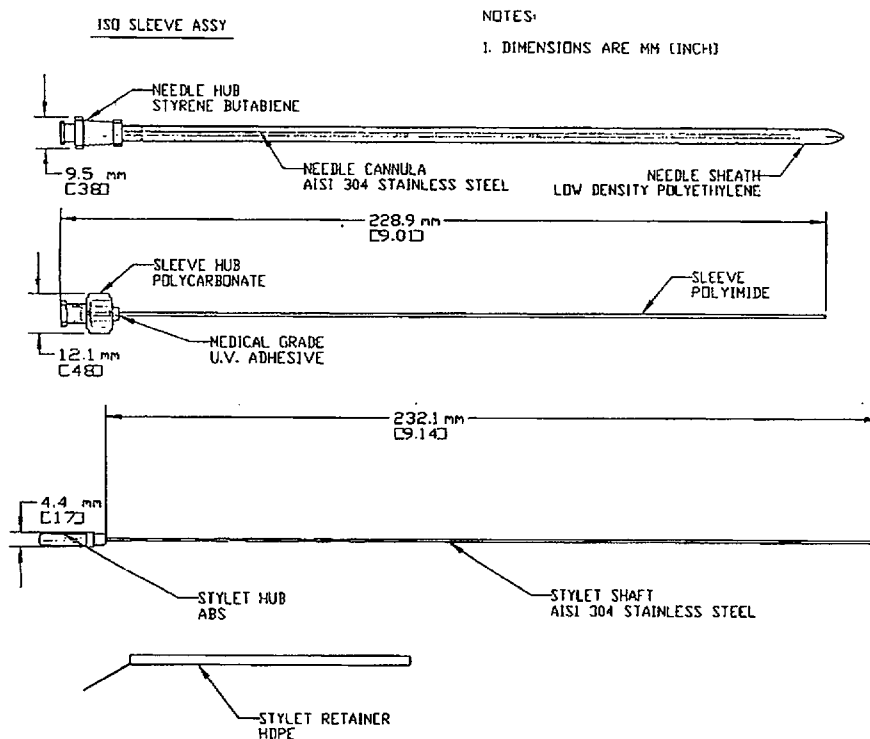 ISO SLEEVE ASSY
NOTES:
1. DIMENSIONS ARE MM [INCH]
NEEDLE HUB
STYRENE BUTABIENE
9.5 mm
[38]
NEEDLE CANNULA
AISI 304 STAINLESS STEEL
NEEDLE SHEATH
LOW DENSITY POLYETHYLENE
228.9 mm
[9.01]
SLEEVE HUB
POLYCARBONATE
SLEEVE
POLYIMIDE
12.1 mm
[48]
MEDICAL GRADE
U.V. ADHESIVE
232.1 mm
[9.14]
4.4 mm
[17]
STYLET HUB
ABS
STYLET SHAFT
AISI 304 STAINLESS STEEL
STYLET RETAINER
HDPE